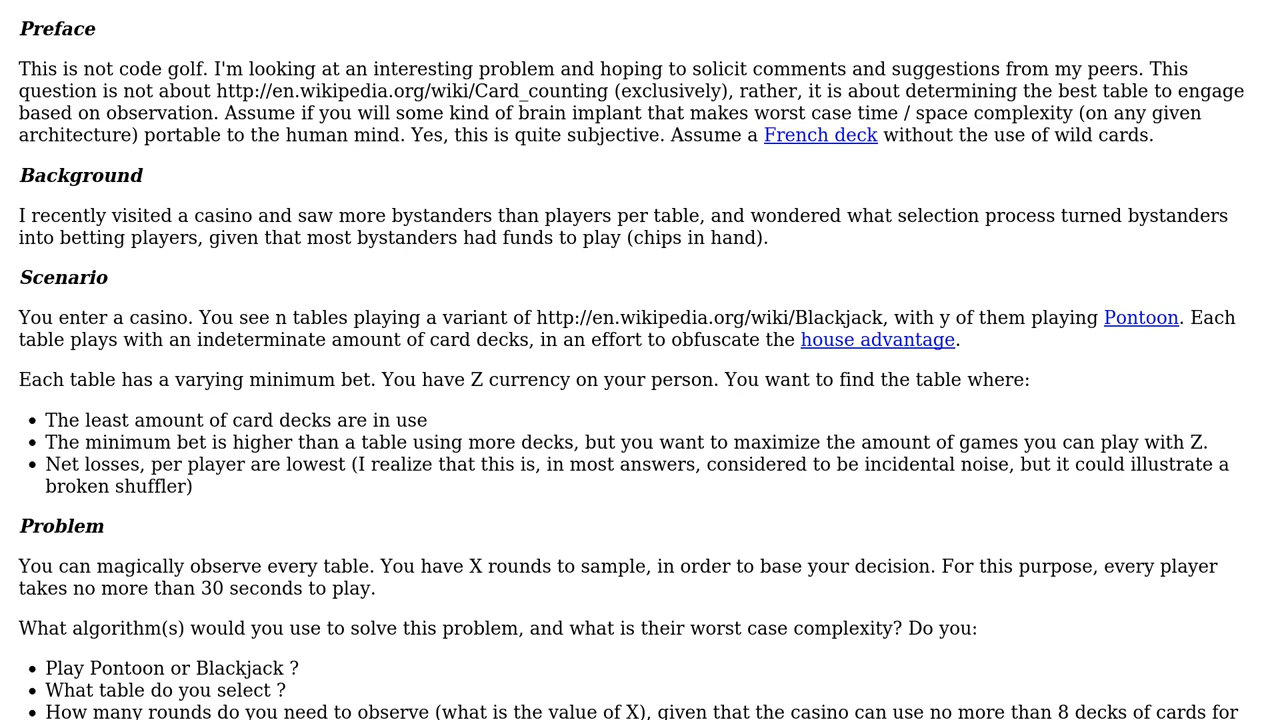 Preface
This is not code golf. I'm looking at an interesting problem and hoping to solicit comments and suggestions from my peers. This
question is not about http://en.wikipedia.org/wiki/Card_counting (exclusively), rather, it is about determining the best table to engage
based on observation. Assume if you will some kind of brain implant that makes worst case time / space complexity (on any given
architecture) portable to the human mind. Yes, this is quite subjective. Assume a French deck without the use of wild cards.
Background
I recently visited a casino and saw more bystanders than players per table, and wondered what selection process turned bystanders
into betting players, given that most bystanders had funds to play (chips in hand).
Scenario
You enter a casino. You see n tables playing a variant of http://en.wikipedia.org/wiki/Blackjack, with y of them playing Pontoon. Each
table plays with an indeterminate amount of card decks, in an effort to obfuscate the house advantage.
Each table has a varying minimum bet. You have Z currency on your person. You want to find the table where:
• The least amount of card decks are in use
• The minimum bet is higher than a table using more decks, but you want to maximize the amount of games you can play with Z.
• Net losses, per player are lowest (I realize that this is, in most answers, considered to be incidental noise, but it could illustrate a
broken shuffler)
Problem
You can magically observe every table. You have X rounds to sample, in order to base your decision. For this purpose, every player
takes no more than 30 seconds to play.
What algorithm(s) would you use to solve this problem, and what is their worst case complexity? Do you:
• Play Pontoon or Blackjack ?
• What table do you select ?
• How many rounds do you need to observe (what is the value of X), given that the casino can use no more than 8 decks of cards for